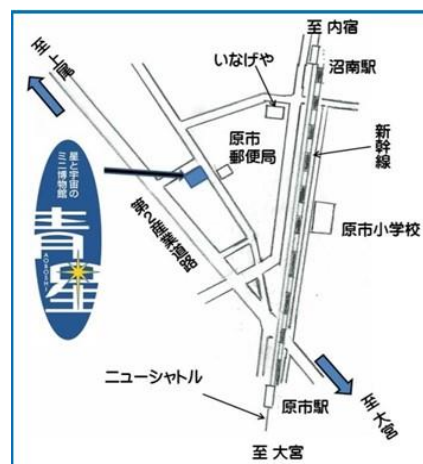 至 内宿
至 上尾
沼南駅
いなげや
新幹線
原市
郵便局
星と宇宙の
ミニ博物館
青星
AOBOSHI
第2産業道路
原市小学校
ニューシャトル
原市駅
至 大宮
至 大宮